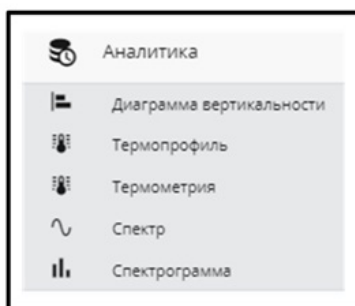 Аналитика
Диаграмма вертикальности
Термопрофиль
Термометрия
Спектр
Спектрограмма